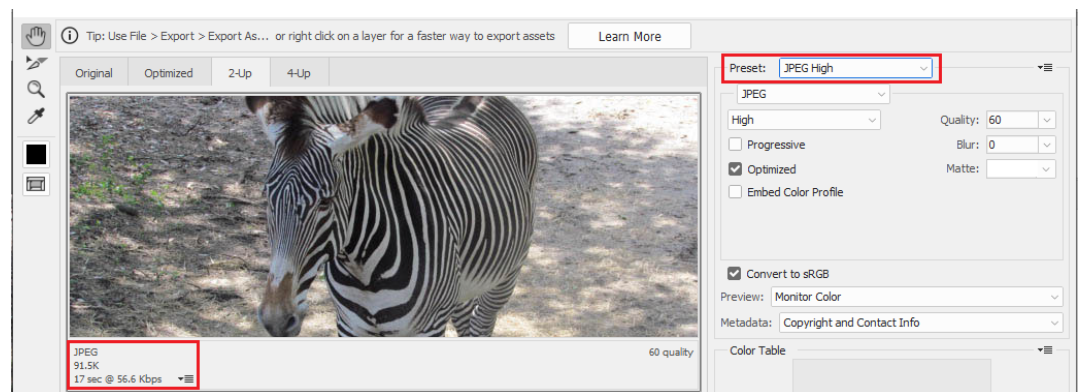 Tip: Use File > Export > Export As... or right click on a layer for a faster way to export assets
Learn More
Original Optimized 2-Up 4-Up
Preset: JPEG High
JPEG
High Quality: 60
Progressive Blur: 0
Optimized Matte:
Embed Color Profile
Convert to sRGB
Preview: Monitor Color
Metadata: Copyright and Contact Info
Color Table
JPEG 60 quality
91.5K
17 sec @ 56.6 Kbps